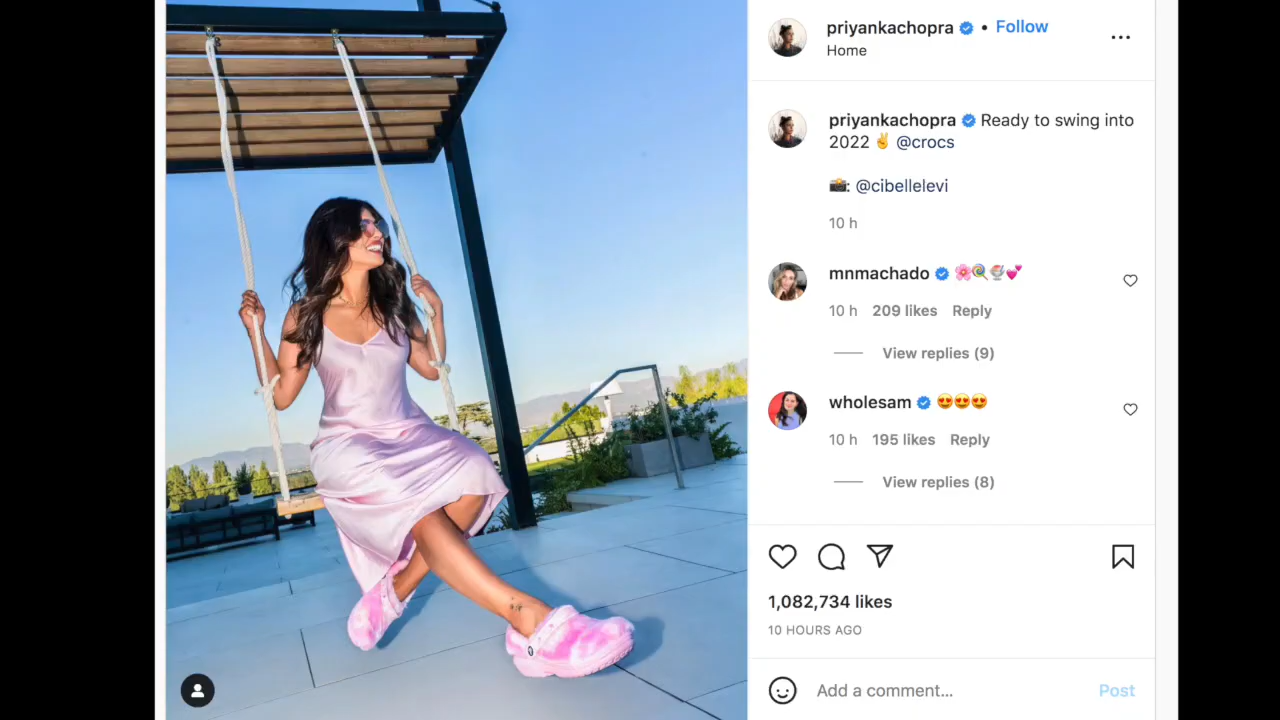 priyankachopra • Follow
Home
priyankachopra Ready to swing into
2022 ✌️ @crocs
📸: @cibellelevi
10 h
mnmachado 🌸🍭🍨💕
10 h 209 likes Reply
View replies (9)
wholesam 😍😍😍
10 h 195 likes Reply
View replies (8)
1,082,734 likes
10 HOURS AGO
Add a comment... Post